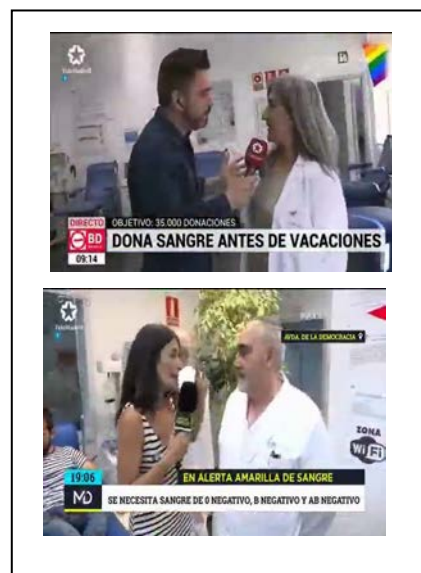 TeleMadrid
DIRECTO
OBJETIVO: 35.000 DONACIONES
BD
DONA SANGRE ANTES DE VACACIONES
09:14
TeleMadrid
AVDA. DE LA DEMOCRACIA
ZONA
WiFi
19:06
EN ALERTA AMARILLA DE SANGRE
MD
SE NECESITA SANGRE DE 0 NEGATIVO, B NEGATIVO Y AB NEGATIVO